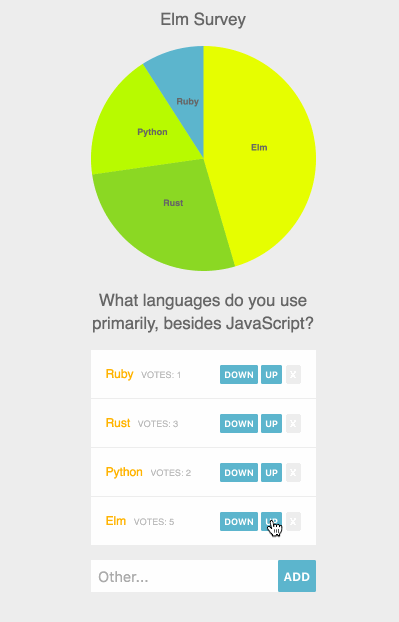 Elm Survey
Ruby
Python
Elm
Rust
What languages do you use
primarily, besides JavaScript?
Ruby VOTES: 1 DOWN UP X
Rust VOTES: 3 DOWN UP X
Python VOTES: 2 DOWN UP X
Elm VOTES: 5 DOWN UP X
Other... ADD